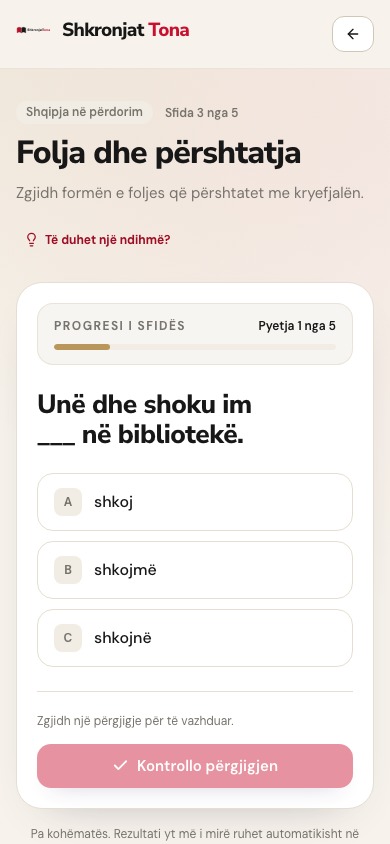 Shkronjat Tona
Shqipja në përdorim
Sfida 3 nga 5
Folja dhe përshtatja
Zgjidh formën e foljes që përshtatet me kryefjalën.
Të duhet një ndihmë?
PROGRESI I SFIDËS
Pyetja 1 nga 5
Unë dhe shoku im
___ në bibliotekë.
A shkoj
B shkojmë
C shkojnë
Zgjidh një përgjigje për të vazhduar.
Kontrollo përgjigjen
Pa kohëmatës. Rezultati yt më i mirë ruhet automatikisht në